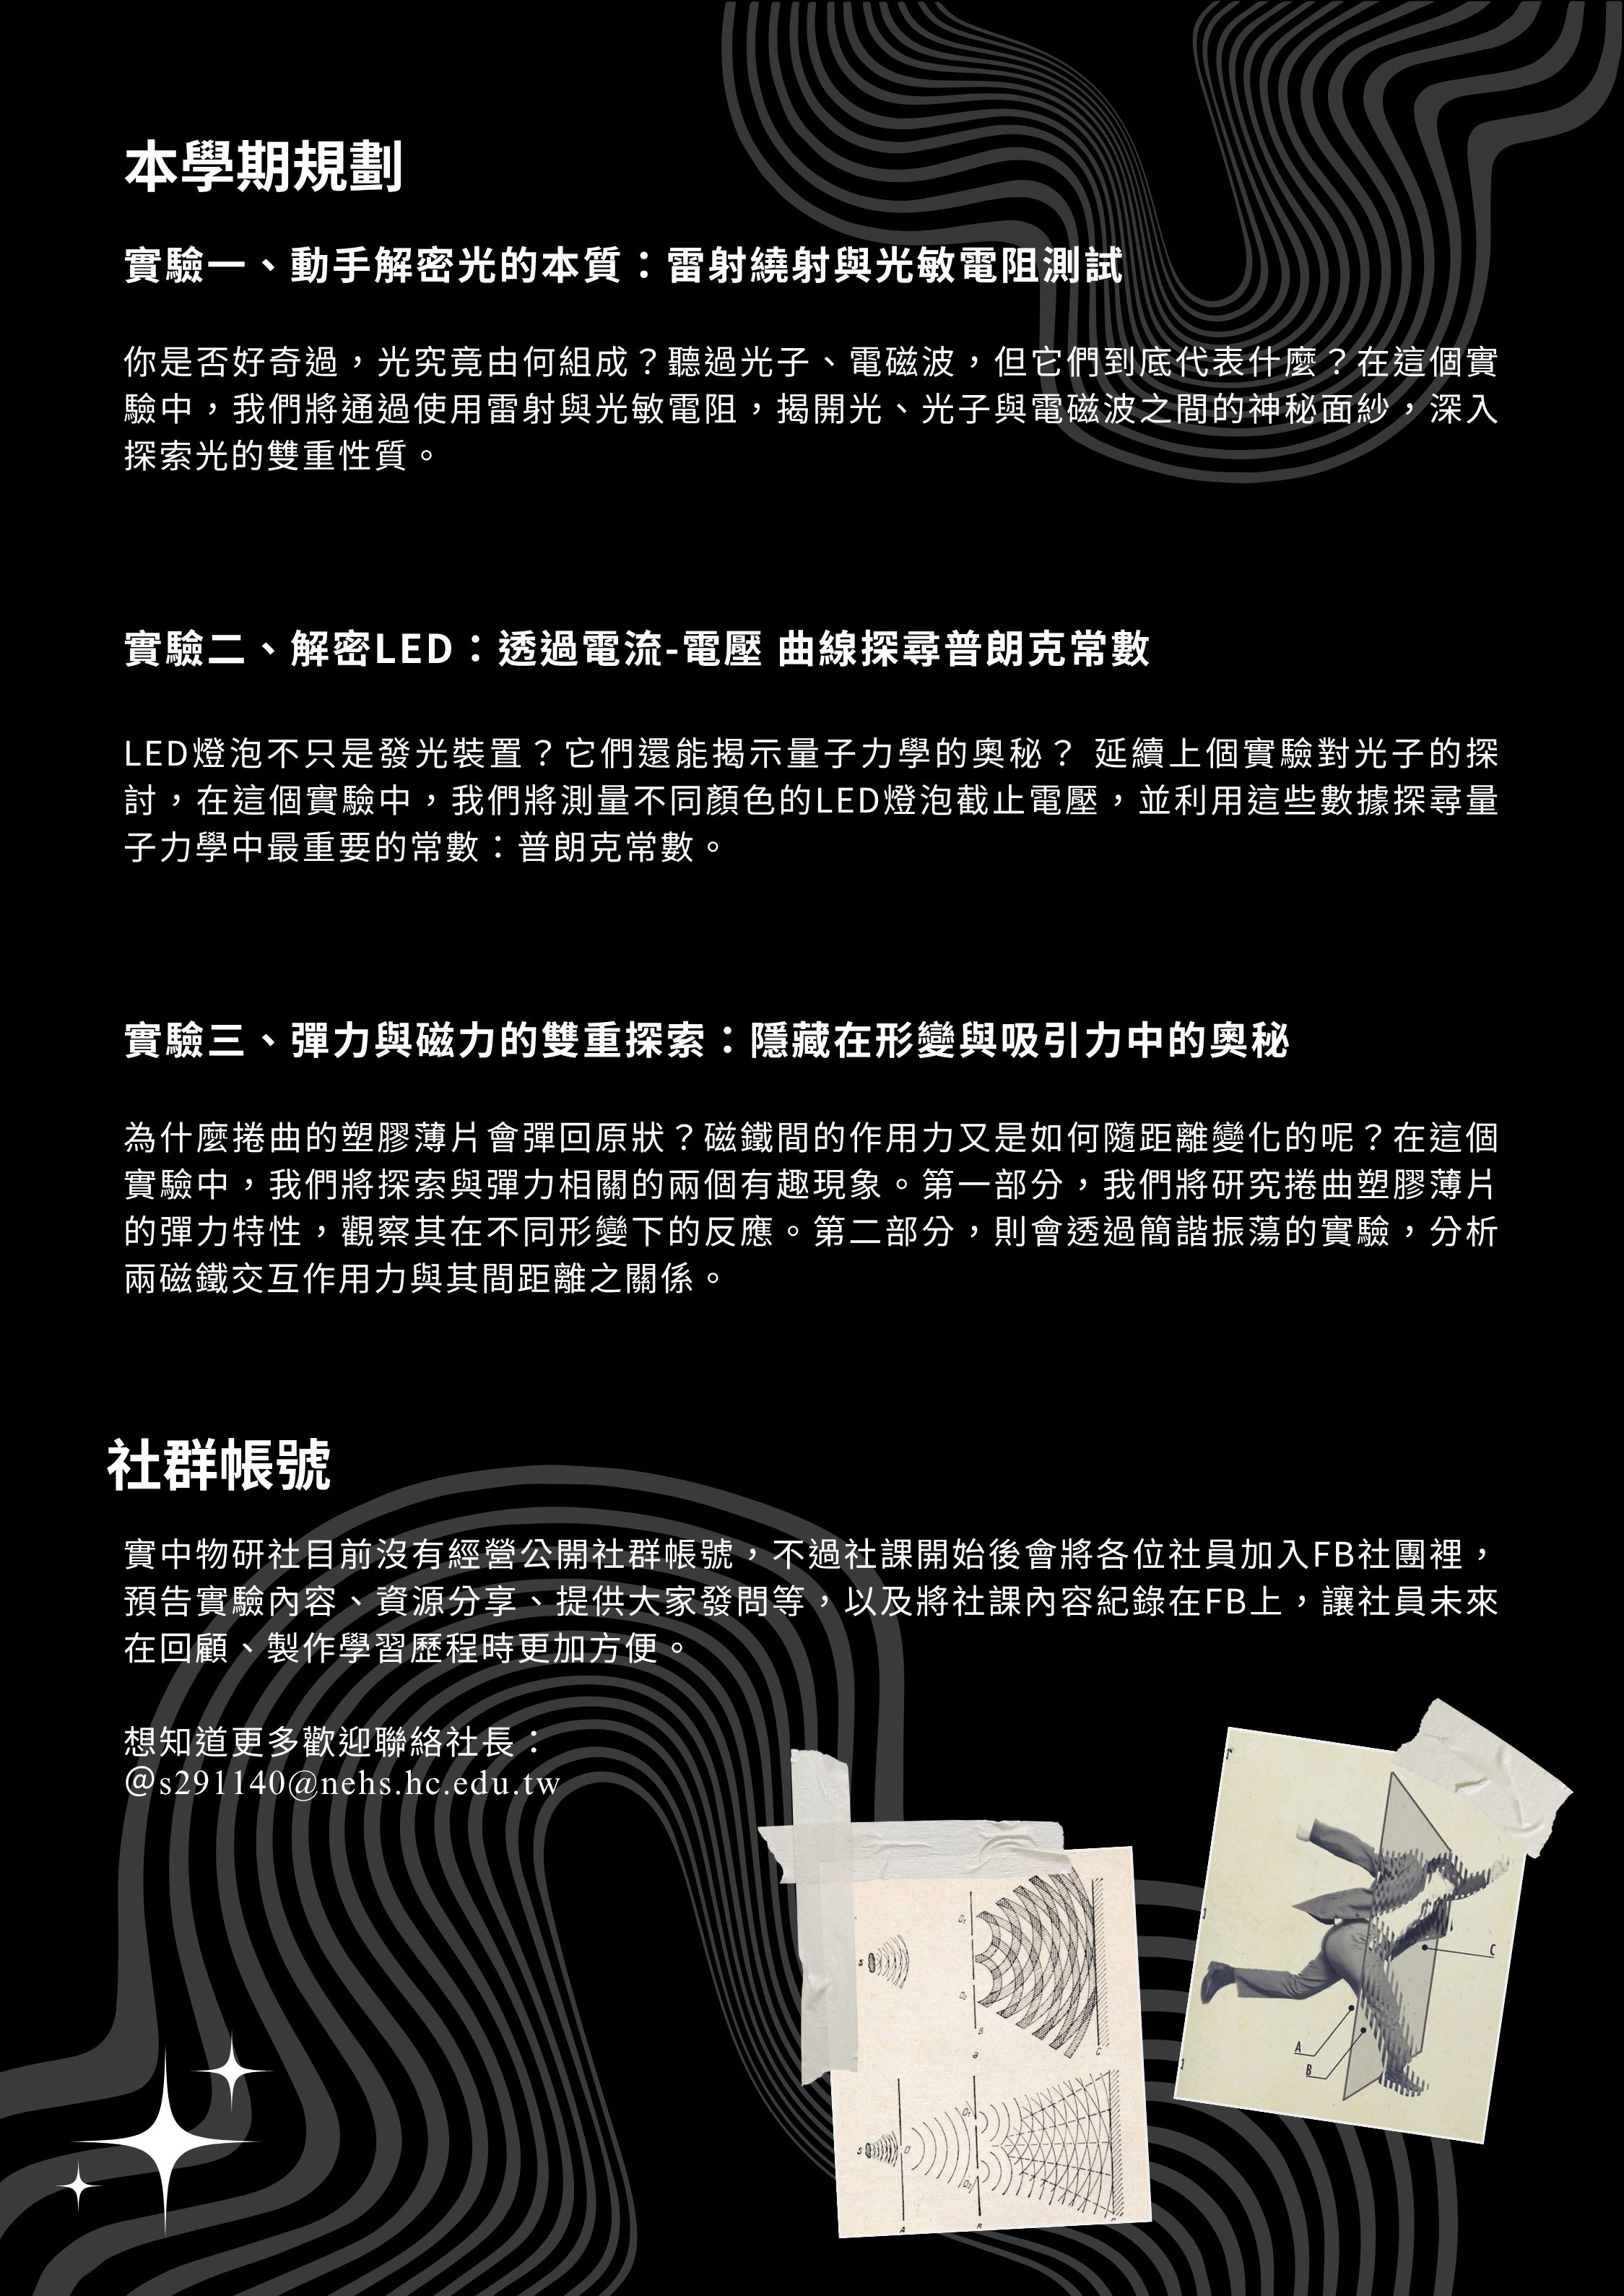 本學期規劃
實驗一、動手解密光的本質：雷射繞射與光敏電阻測試
你是否好奇過，光究竟由何組成？聽過光子、電磁波，但它們到底代表什麼？在這個實
驗中，我們將通過使用雷射與光敏電阻，揭開光、光子與電磁波之間的神秘面紗，深入
探索光的雙重性質。
實驗二、解密LED：透過電流-電壓 曲線探尋普朗克常數
LED燈泡不只是發光裝置？它們還能揭示量子力學的奧秘？ 延續上個實驗對光子的探
討，在這個實驗中，我們將測量不同顏色的LED燈泡截止電壓，並利用這些數據探尋量
子力學中最重要的常數：普朗克常數。
實驗三、彈力與磁力的雙重探索：隱藏在形變與吸引力中的奧秘
為什麼捲曲的塑膠薄片會彈回原狀？磁鐵間的作用力又是如何隨距離變化的呢？在這個
實驗中，我們將探索與彈力相關的兩個有趣現象。第一部分，我們將研究捲曲塑膠薄片
的彈力特性，觀察其在不同形變下的反應。第二部分，則會透過簡諧振蕩的實驗，分析
兩磁鐵交互作用力與其間距離之關係。
社群帳號
實中物研社目前沒有經營公開社群帳號，不過社課開始後會將各位社員加入FB社團裡，
預告實驗內容、資源分享、提供大家發問等，以及將社課內容紀錄在FB上，讓社員未來
在回顧、製作學習歷程時更加方便。
想知道更多歡迎聯絡社長：
@s291140@nehs.hc.edu.tw
S
O₁
O₂
B
a
C
S
O
O₁
O₂
A
B
C
A
B